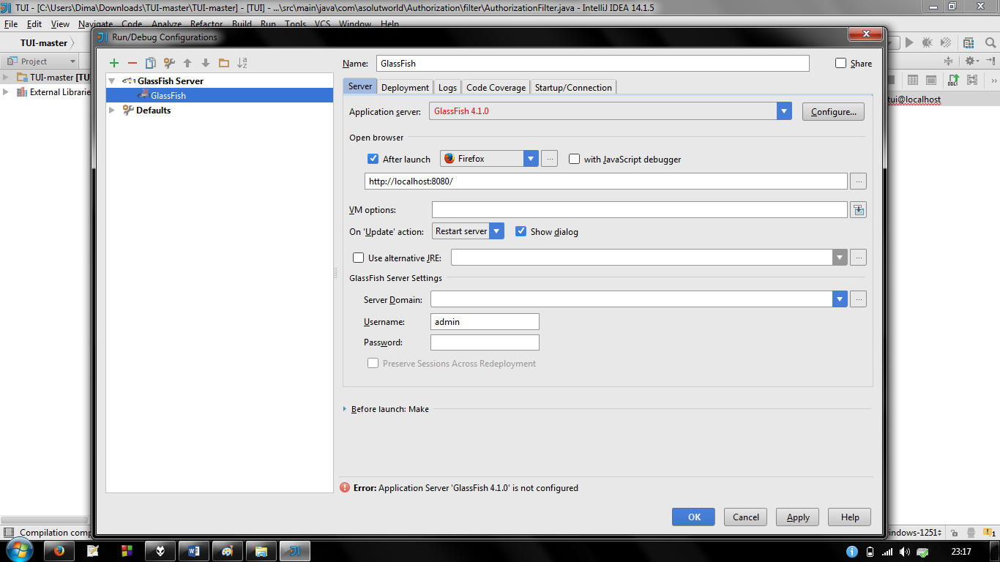 TUI - [C:\Users\Dima\Downloads\TUI-master\TUI-master] - [TUI] - ...\src\main\java\com\asolutworld\Authorization\filter\AuthorizationFilter.java - IntelliJ IDEA 14.1.5
File Edit View Navigate Code Analyze Refactor Build Run Tools VCS Window Help
TUI-master
Run/Debug Configurations
Project
TUI-master [TU
External Librarie
GlassFish Server
GlassFish
Defaults
Name: GlassFish
Share
Server Deployment Logs Code Coverage Startup/Connection
tui@localhost
Application server: GlassFish 4.1.0 Configure...
Open browser
After launch Firefox ... with JavaScript debugger
http://localhost:8080/ ...
VM options:
On 'Update' action: Restart server Show dialog
Use alternative JRE: ...
GlassFish Server Settings
Server Domain: ...
Username: admin
Password:
Preserve Sessions Across Redeployment
Before launch: Make
Error: Application Server 'GlassFish 4.1.0' is not configured
OK Cancel Apply Help
Compilation comp
indows-1251
1
23:17